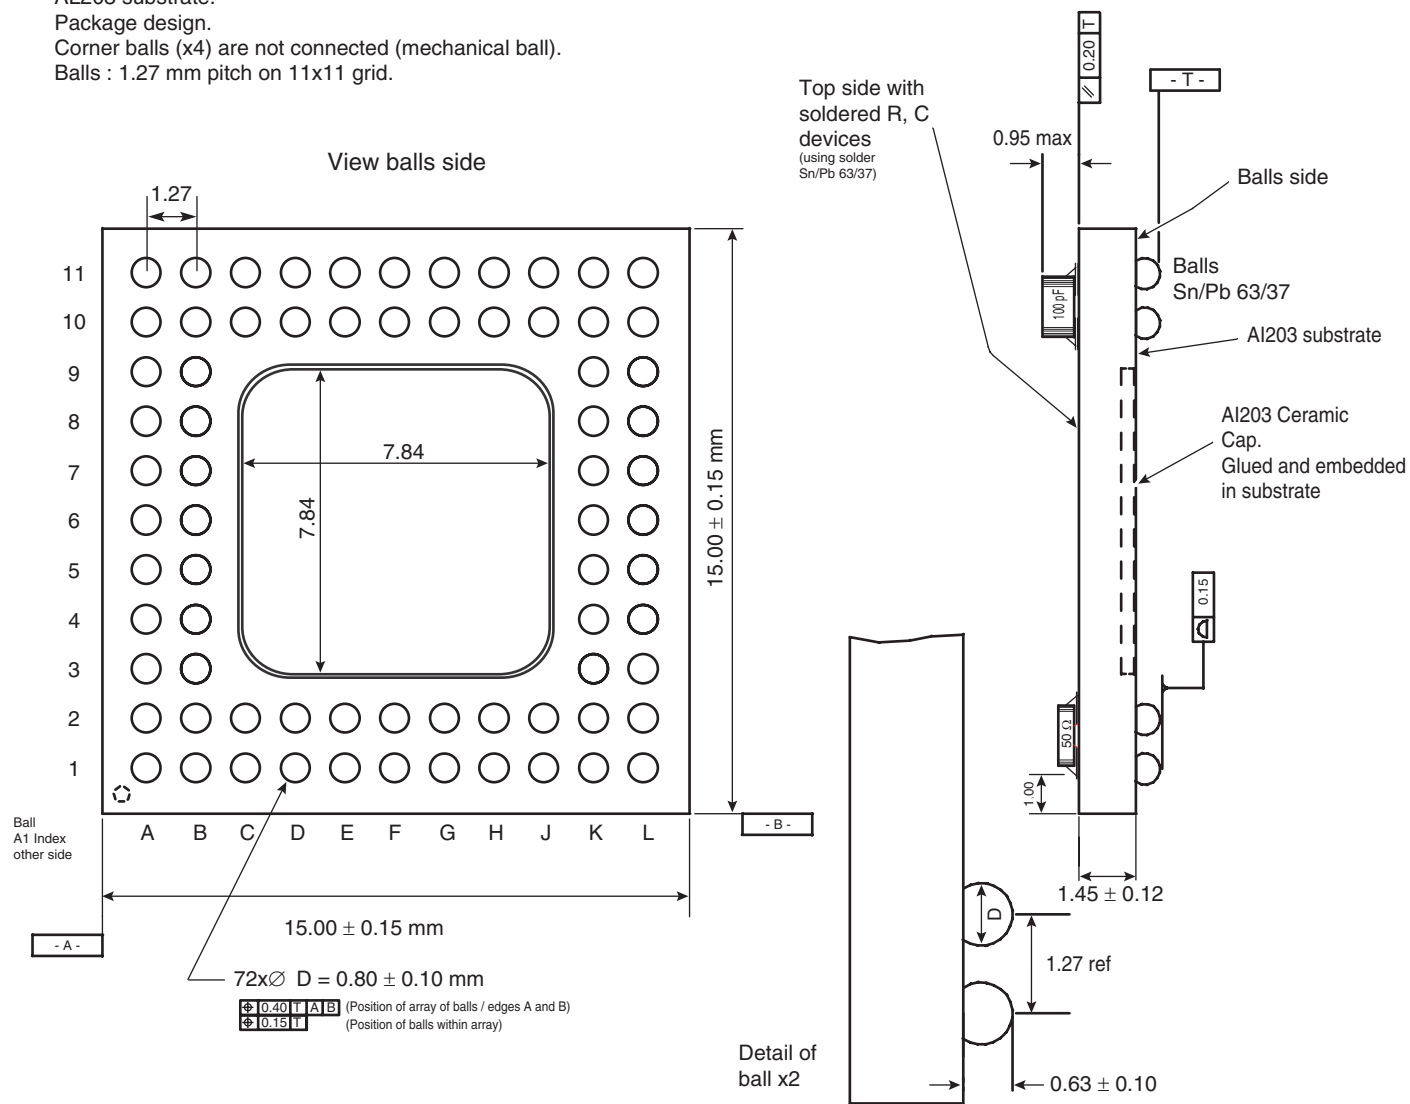 AL203 substrate.
Package design.
Corner balls (x4) are not connected (mechanical ball).
Balls : 1.27 mm pitch on 11x11 grid.
View balls side
1.27
11
10
9
8
7
6
5
4
3
2
1
7.84
7.84
15.00 ± 0.15 mm
Ball
A1 Index
other side
A B C D E F G H J K L
- B -
15.00 ± 0.15 mm
- A -
72x∅ D = 0.80 ± 0.10 mm
⌖ 0.40 T A B (Position of array of balls / edges A and B)
⌖ 0.15 T (Position of balls within array)
Top side with
soldered R, C
devices
(using solder
Sn/Pb 63/37)
0.95 max
⫽ 0.20 T
- T -
Balls side
Balls
Sn/Pb 63/37
100 pF
AI203 substrate
AI203 Ceramic
Cap.
Glued and embedded
in substrate
0.15
50 Ω
1.00
1.45 ± 0.12
D
1.27 ref
Detail of
ball x2
0.63 ± 0.10